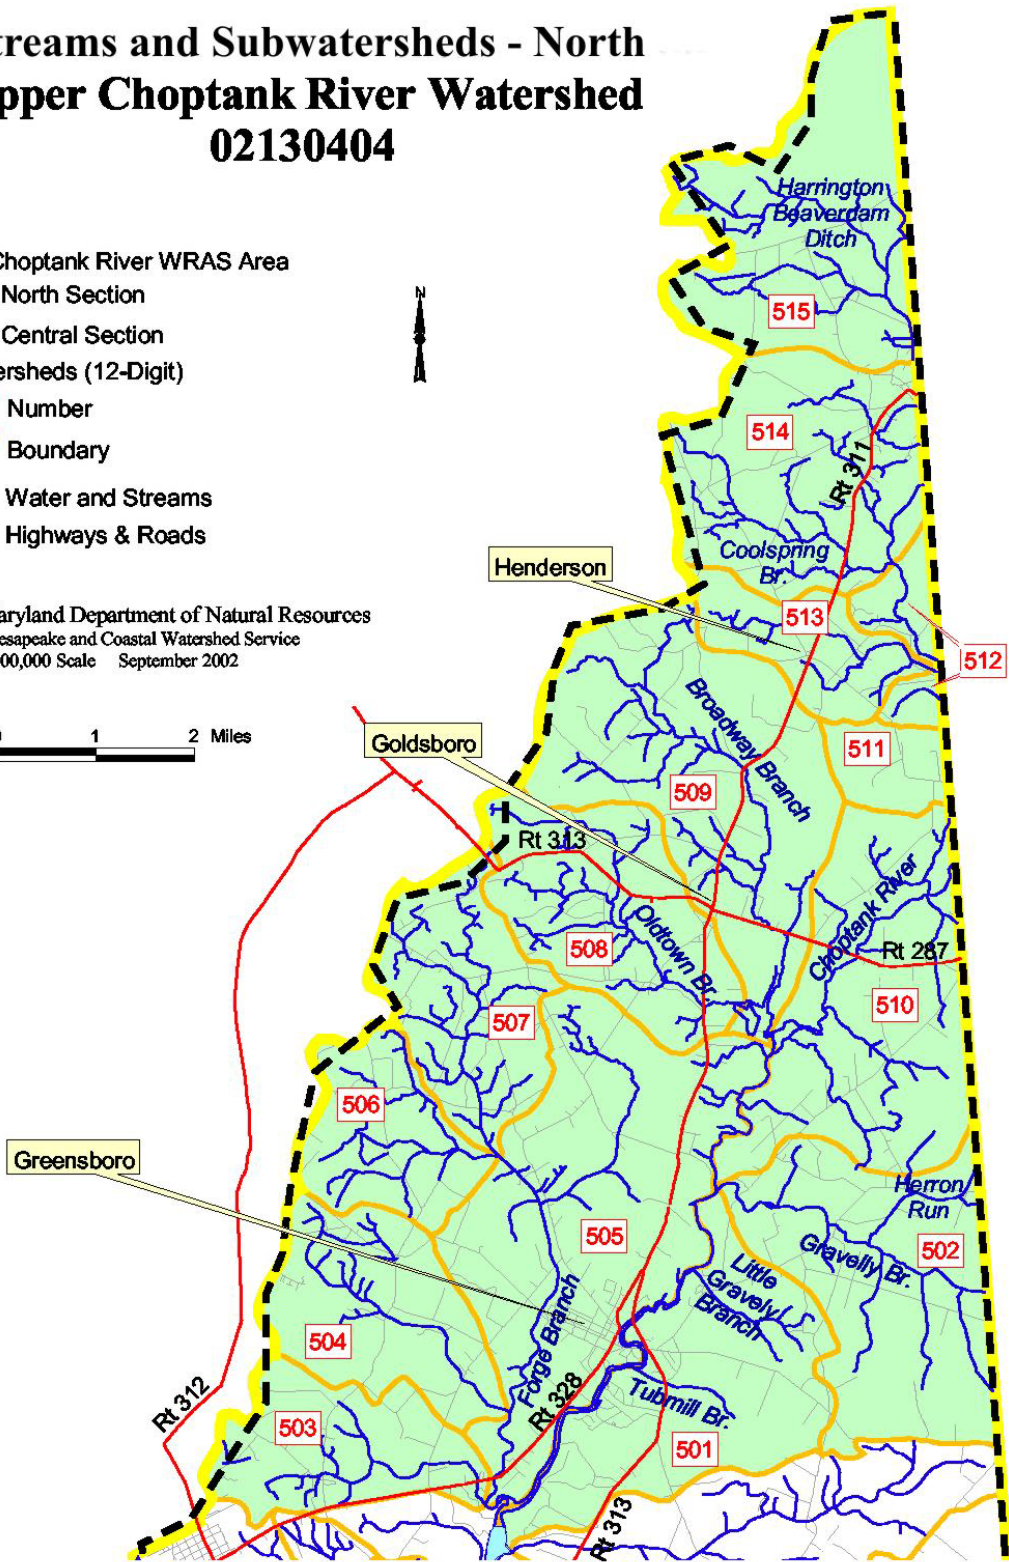 treams and Subwatersheds - North
pper Choptank River Watershed
02130404
Choptank River WRAS Area
North Section
Central Section
ersheds (12-Digit)
Number
Boundary
Water and Streams
Highways & Roads
N
aryland Department of Natural Resources
esapeake and Coastal Watershed Service
00,000 Scale September 2002
1 2 Miles
Harrington
Beaverdam
Ditch
515
514
Rt 311
Coolspring
Br.
Henderson
513
512
Broadway Branch
511
Goldsboro
509
Rt 313
Choptank River
Oldtown Br.
508
Rt 287
510
507
506
Greensboro
Herron
Run
505
502
Gravelly Br.
Little
Gravely
Branch
504
Forge Branch
Rt 312
Rt 328
Tubmill Br.
503
501
Rt 313